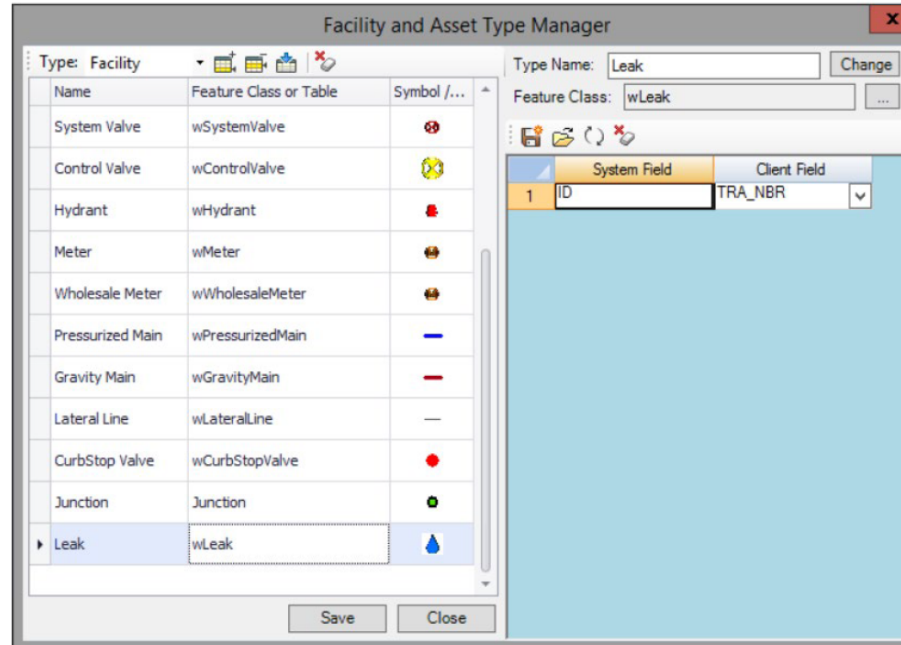 Facility and Asset Type Manager
x
Type: Facility
Name Feature Class or Table Symbol /...
System Valve wSystemValve
Control Valve wControlValve
Hydrant wHydrant
Meter wMeter
Wholesale Meter wWholesaleMeter
Pressurized Main wPressurizedMain
Gravity Main wGravityMain
Lateral Line wLateralLine
CurbStop Valve wCurbStopValve
Junction Junction
Leak wLeak
Save Close
Type Name: Leak Change
Feature Class: wLeak ...
System Field Client Field
1 ID TRA_NBR